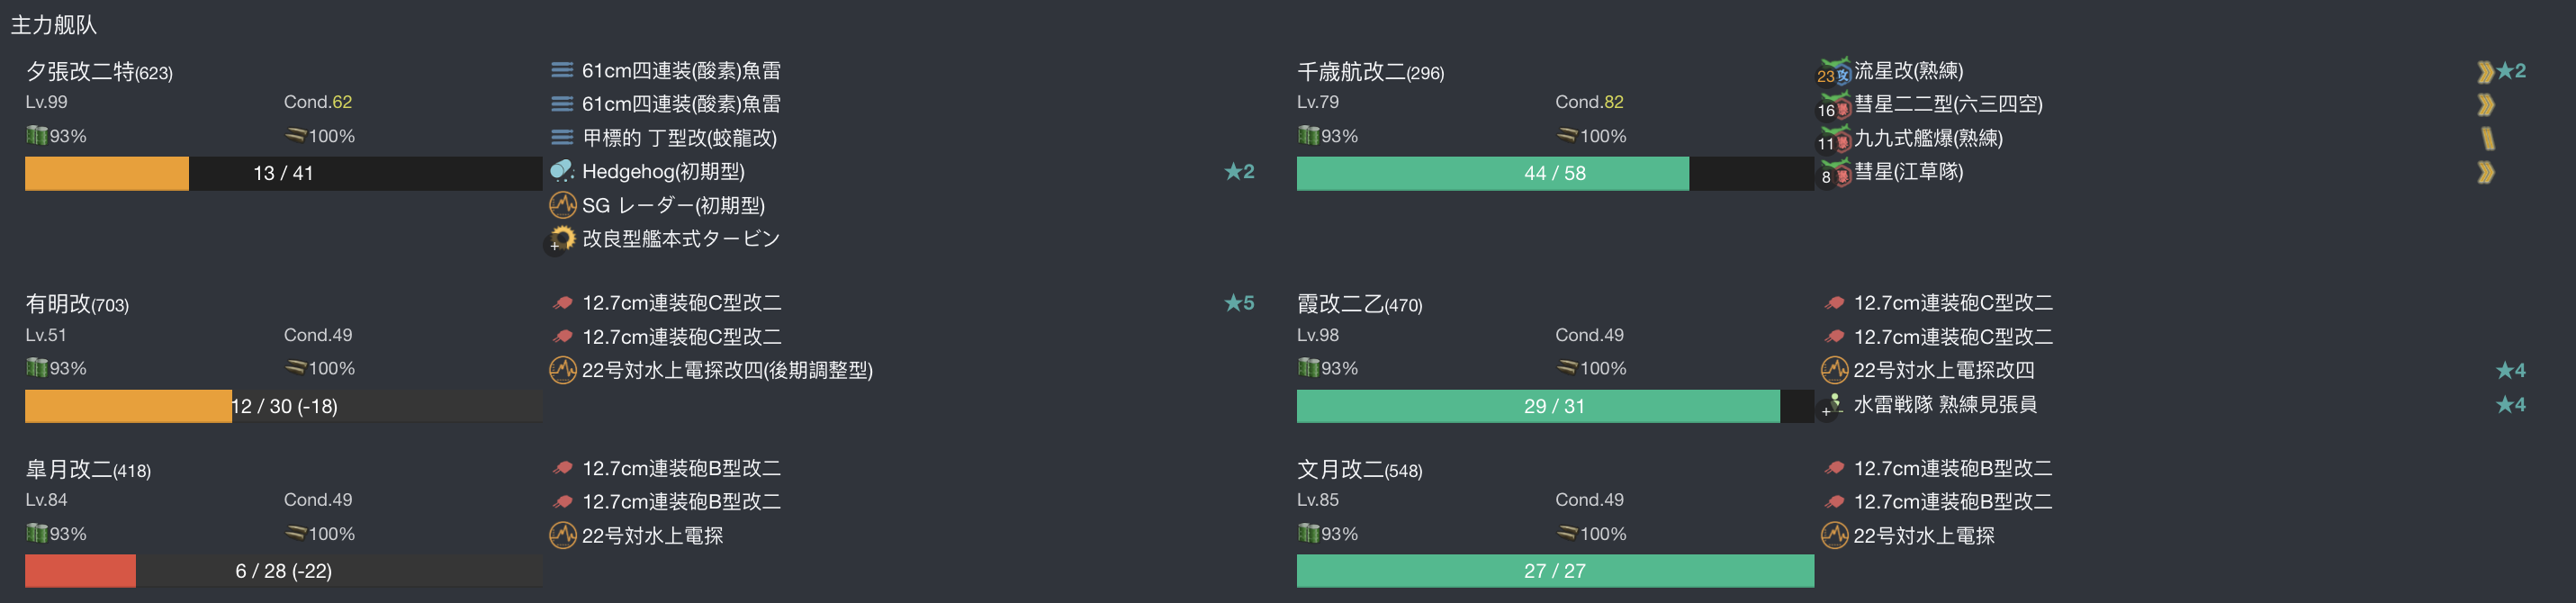 主力舰队
夕張改二特(623)
Lv.99 Cond.62
93% 100%
13 / 41
61cm四連装(酸素)魚雷
61cm四連装(酸素)魚雷
甲標的 丁型改(蛟龍改)
Hedgehog(初期型) ★2
SG レーダー(初期型)
+ 改良型艦本式タービン
千歳航改二(296)
Lv.79 Cond.82
93% 100%
44 / 58
23 攻 流星改(熟練) ★2
16 爆 彗星二二型(六三四空)
11 爆 九九式艦爆(熟練)
8 爆 彗星(江草隊)
有明改(703)
Lv.51 Cond.49
93% 100%
12 / 30 (-18)
12.7cm連装砲C型改二 ★5
12.7cm連装砲C型改二
22号対水上電探改四(後期調整型)
霞改二乙(470)
Lv.98 Cond.49
93% 100%
29 / 31
12.7cm連装砲C型改二
12.7cm連装砲C型改二
22号対水上電探改四 ★4
+ 水雷戦隊 熟練見張員 ★4
皐月改二(418)
Lv.84 Cond.49
93% 100%
6 / 28 (-22)
12.7cm連装砲B型改二
12.7cm連装砲B型改二
22号対水上電探
文月改二(548)
Lv.85 Cond.49
93% 100%
27 / 27
12.7cm連装砲B型改二
12.7cm連装砲B型改二
22号対水上電探